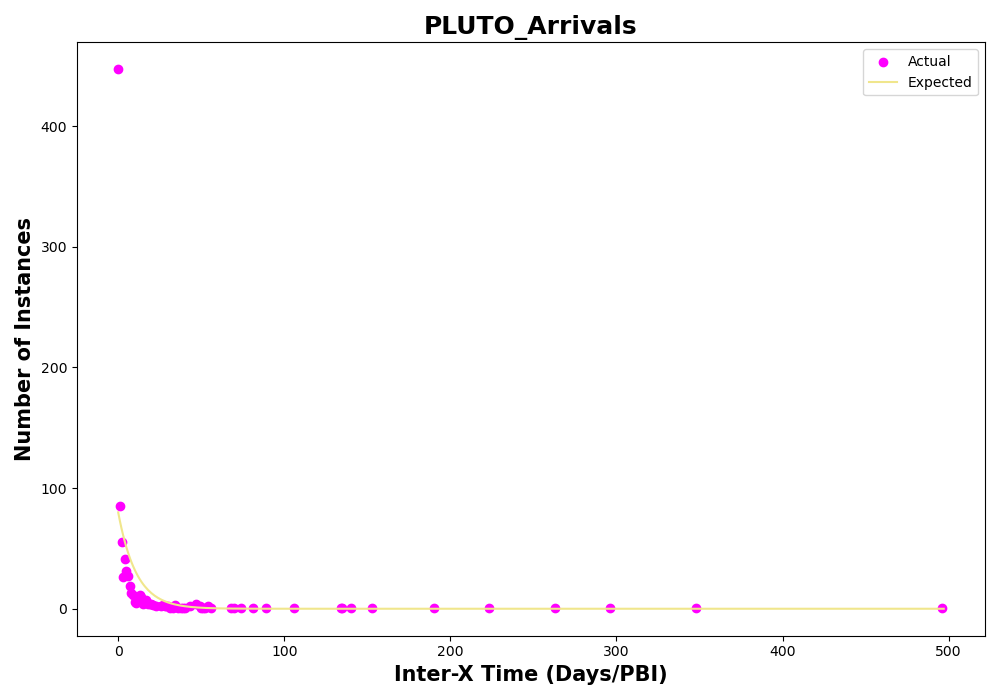 PLUTO_Arrivals
Actual
Expected
Number of Instances
400
300
200
100
0
0 100 200 300 400 500
Inter-X Time (Days/PBI)